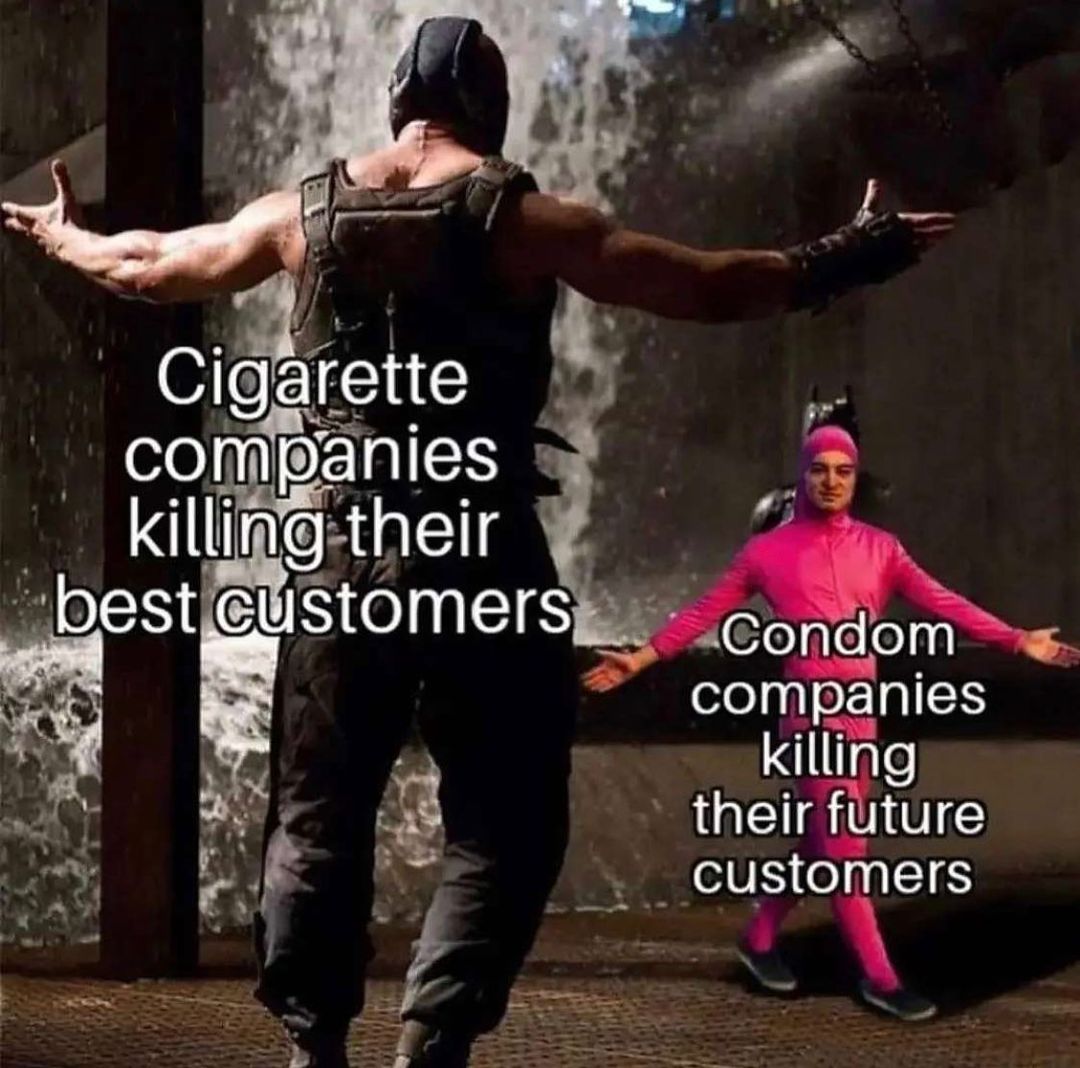 Cigarette
companies
killing their
best customers
Condom
companies
killing
their future
customers